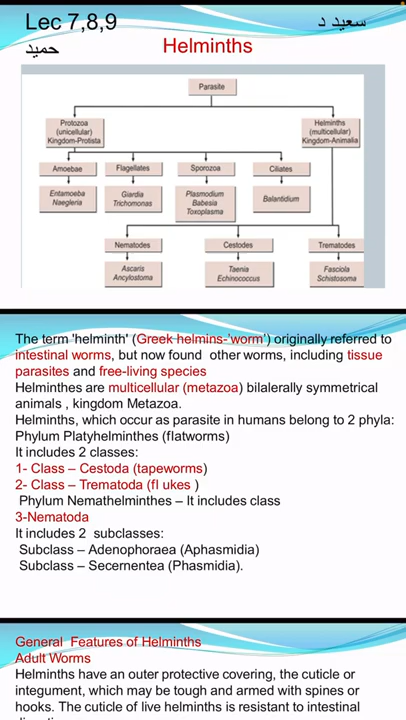 Lec 7,8,9
سعيد د
حميد
Helminths
Parasite
Protozoa
(unicellular)
Kingdom-Protista
Helminths
(multicellular)
Kingdom-Animalia
Amoebae
Flagellates
Sporozoa
Ciliates
Entamoeba
Naegleria
Giardia
Trichomonas
Plasmodium
Babesia
Toxoplasma
Balantidium
Nematodes
Cestodes
Trematodes
Ascaris
Ancylostoma
Taenia
Echinococcus
Fasciola
Schistosoma
The term 'helminth' (Greek helmins-'worm') originally referred to
intestinal worms, but now found other worms, including tissue
parasites and free-living species
Helminthes are multicellular (metazoa) bilalerally symmetrical
animals , kingdom Metazoa.
Helminths, which occur as parasite in humans belong to 2 phyla:
Phylum Platyhelminthes (flatworms)
It includes 2 classes:
1- Class – Cestoda (tapeworms)
2- Class – Trematoda (fl ukes )
Phylum Nemathelminthes – It includes class
3-Nematoda
It includes 2 subclasses:
Subclass – Adenophoraea (Aphasmidia)
Subclass – Secernentea (Phasmidia).
General Features of Helminths
Adult Worms
Helminths have an outer protective covering, the cuticle or
integument, which may be tough and armed with spines or
hooks. The cuticle of live helminths is resistant to intestinal